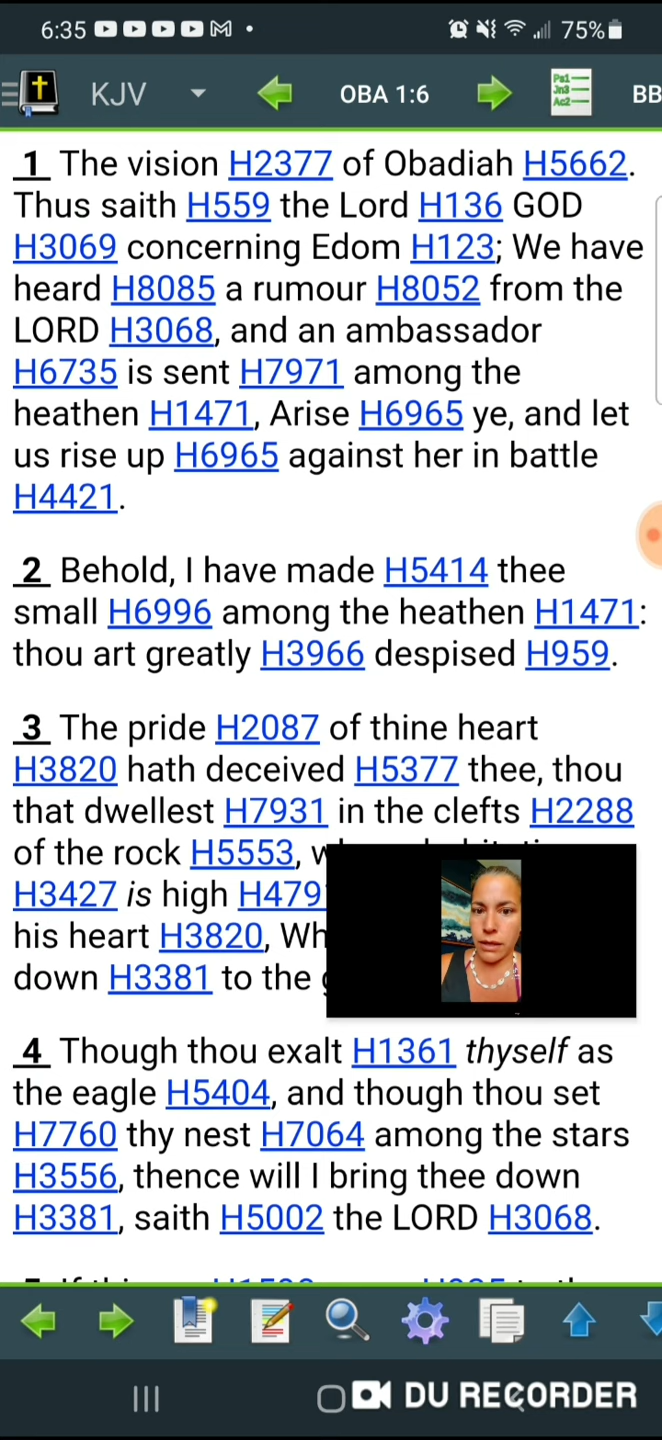 6:35 75%
KJV OBA 1:6 BB
Ps1
Jn3
Ac2
1 The vision H2377 of Obadiah H5662.
Thus saith H559 the Lord H136 GOD
H3069 concerning Edom H123; We have
heard H8085 a rumour H8052 from the
LORD H3068, and an ambassador
H6735 is sent H7971 among the
heathen H1471, Arise H6965 ye, and let
us rise up H6965 against her in battle
H4421.
2 Behold, I have made H5414 thee
small H6996 among the heathen H1471:
thou art greatly H3966 despised H959.
3 The pride H2087 of thine heart
H3820 hath deceived H5377 thee, thou
that dwellest H7931 in the clefts H2288
of the rock H5553,
H3427 is high H479
his heart H3820, Wh
down H3381 to the
4 Though thou exalt H1361 thyself as
the eagle H5404, and though thou set
H7760 thy nest H7064 among the stars
H3556, thence will I bring thee down
H3381, saith H5002 the LORD H3068.
DU RECORDER